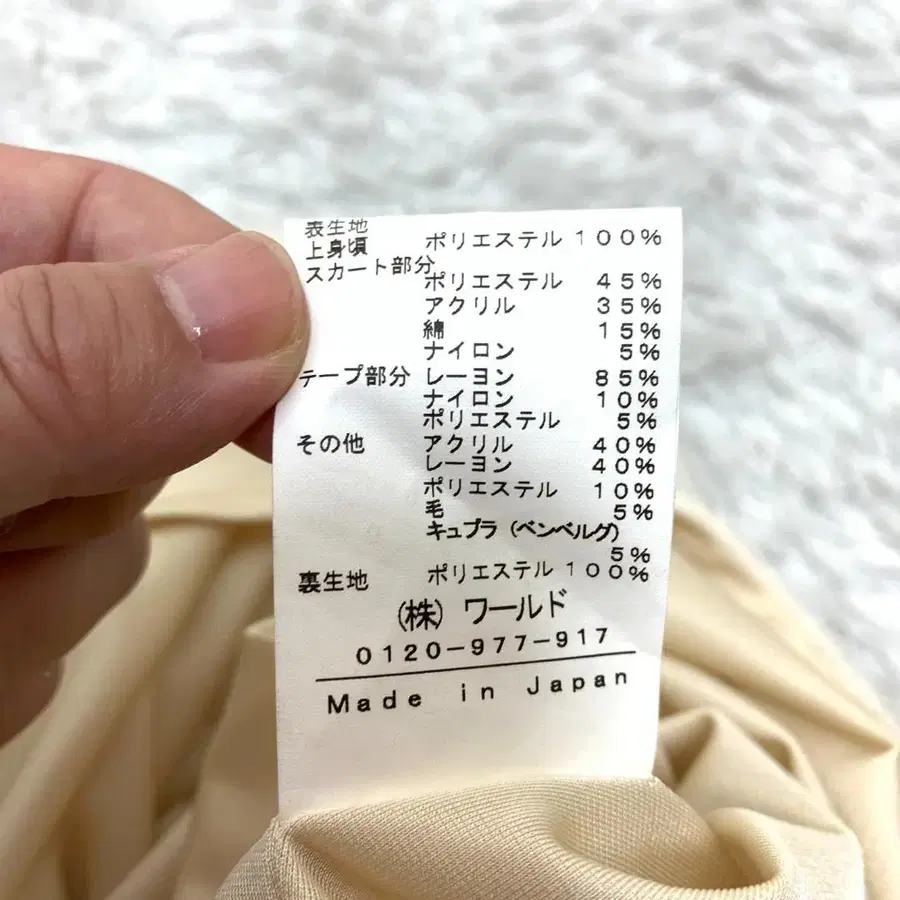 表生地
上身頃 ポリエステル 100%
スカート部分
ポリエステル 45%
アクリル 35%
綿 15%
ナイロン 5%
テープ部分 レーヨン 85%
ナイロン 10%
ポリエステル 5%
その他 アクリル 40%
レーヨン 40%
ポリエステル 10%
毛 5%
キュプラ(ベンベルグ)
5%
裏生地 ポリエステル 100%
(株)ワールド
0120-977-917
Made in Japan